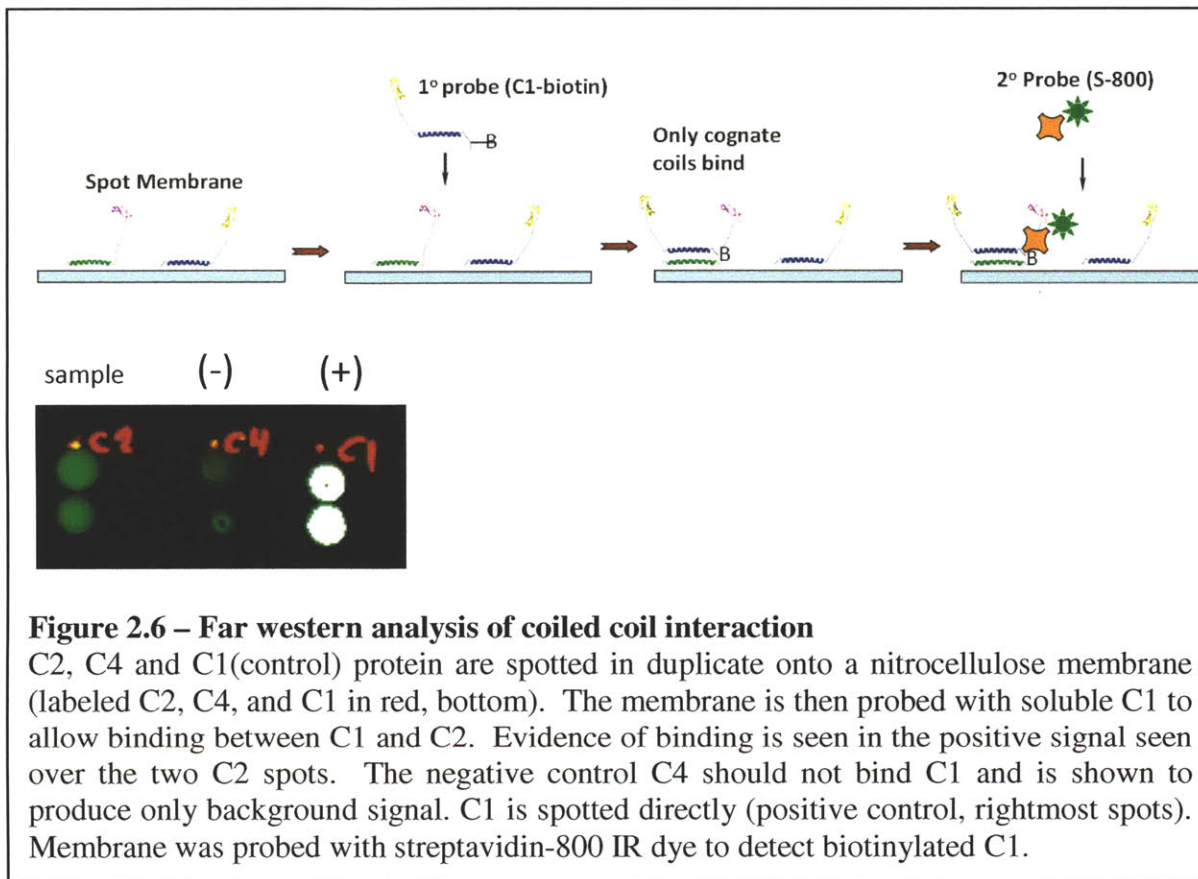 1º probe (C1-biotin)
B
2º Probe (S-800)
Only cognate
coils bind
Spot Membrane
B
B
sample
(-)
(+)
C2
C4
C1
Figure 2.6 – Far western analysis of coiled coil interaction
C2, C4 and C1(control) protein are spotted in duplicate onto a nitrocellulose membrane
(labeled C2, C4, and C1 in red, bottom). The membrane is then probed with soluble C1 to
allow binding between C1 and C2. Evidence of binding is seen in the positive signal seen
over the two C2 spots. The negative control C4 should not bind C1 and is shown to
produce only background signal. C1 is spotted directly (positive control, rightmost spots).
Membrane was probed with streptavidin-800 IR dye to detect biotinylated C1.